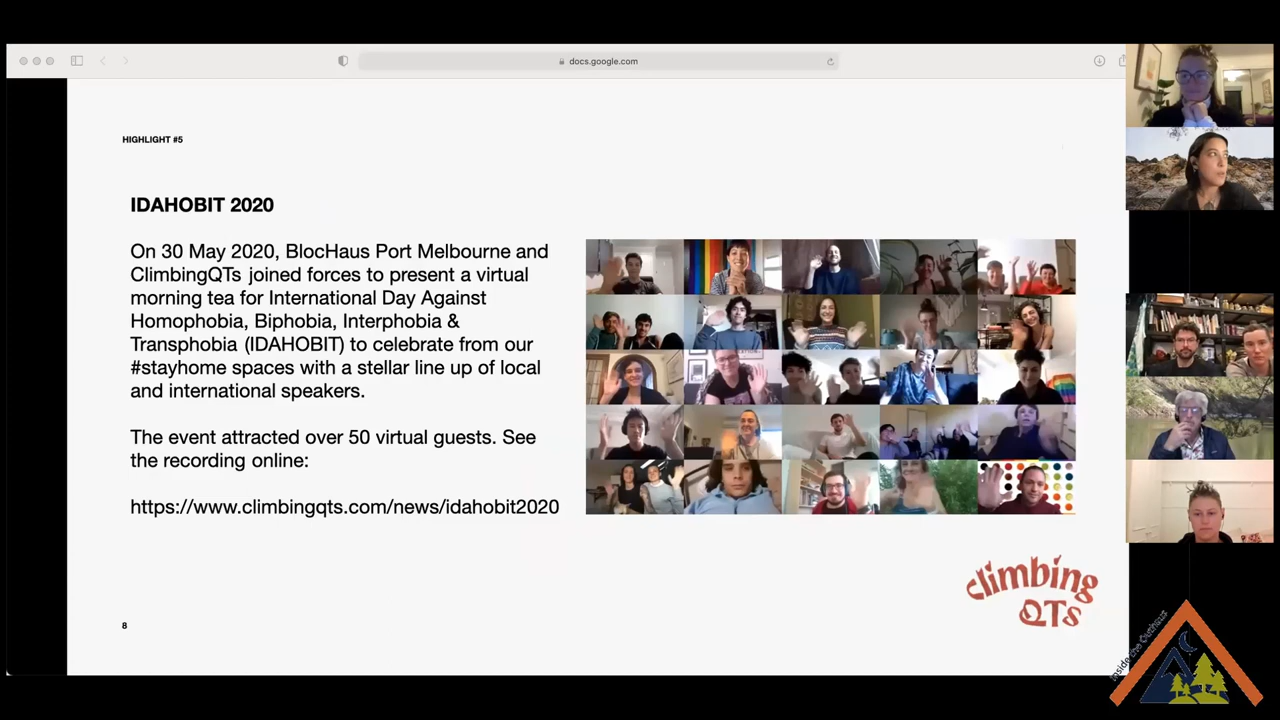 docs.google.com
HIGHLIGHT #5
IDAHOBIT 2020
On 30 May 2020, BlocHaus Port Melbourne and
ClimbingQTs joined forces to present a virtual
morning tea for International Day Against
Homophobia, Biphobia, Interphobia &
Transphobia (IDAHOBIT) to celebrate from our
#stayhome spaces with a stellar line up of local
and international speakers.
The event attracted over 50 virtual guests. See
the recording online:
https://www.climbingqts.com/news/idahobit2020
climbing
QTs
8
Inside the Outhaus